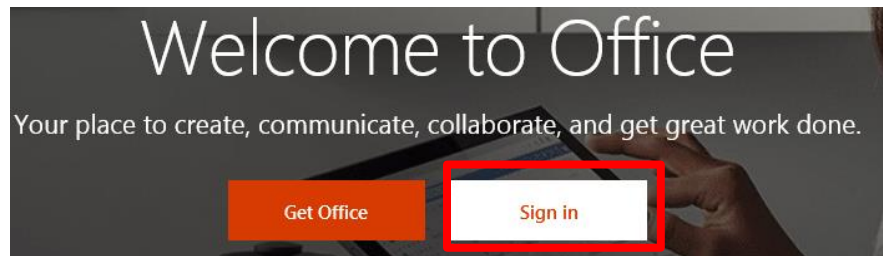 Welcome to Office
Your place to create, communicate, collaborate, and get great work done.
Get Office
Sign in